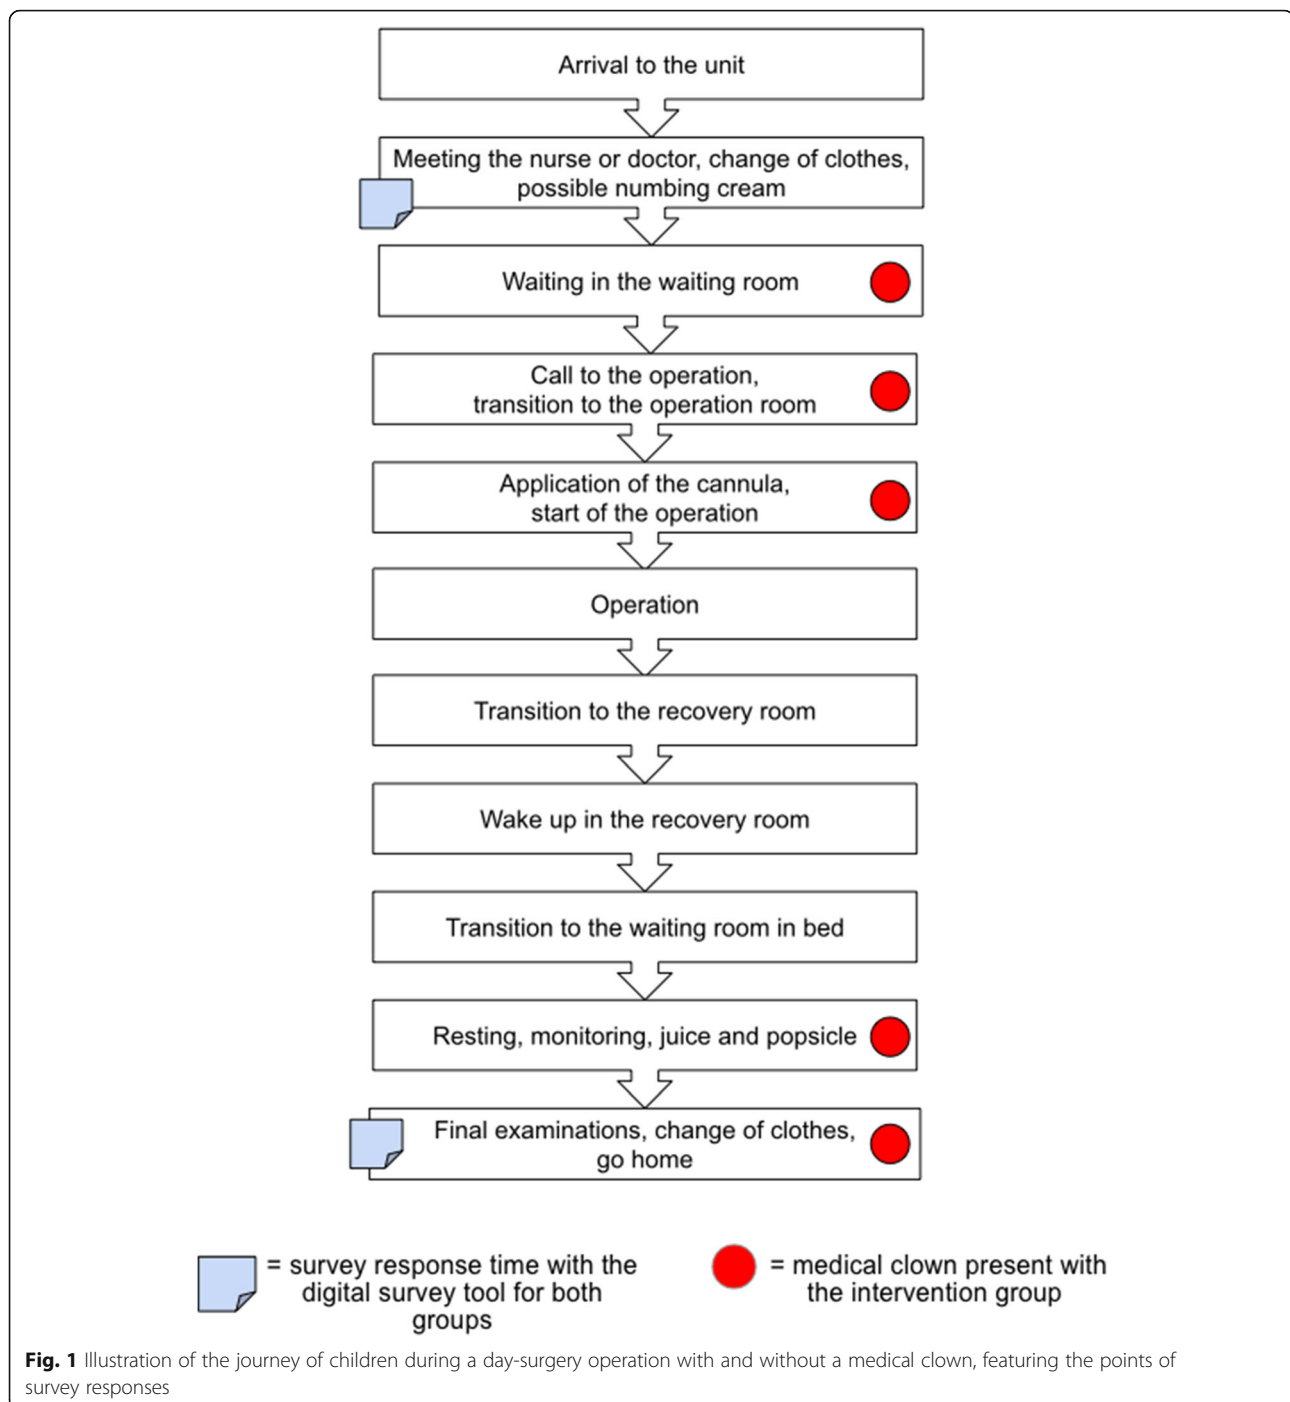 Arrival to the unit
Meeting the nurse or doctor, change of clothes,
possible numbing cream
Waiting in the waiting room
Call to the operation,
transition to the operation room
Application of the cannula,
start of the operation
Operation
Transition to the recovery room
Wake up in the recovery room
Transition to the waiting room in bed
Resting, monitoring, juice and popsicle
Final examinations, change of clothes,
go home
= survey response time with the
digital survey tool for both
groups
= medical clown present with
the intervention group
Fig. 1 Illustration of the journey of children during a day-surgery operation with and without a medical clown, featuring the points of
survey responses